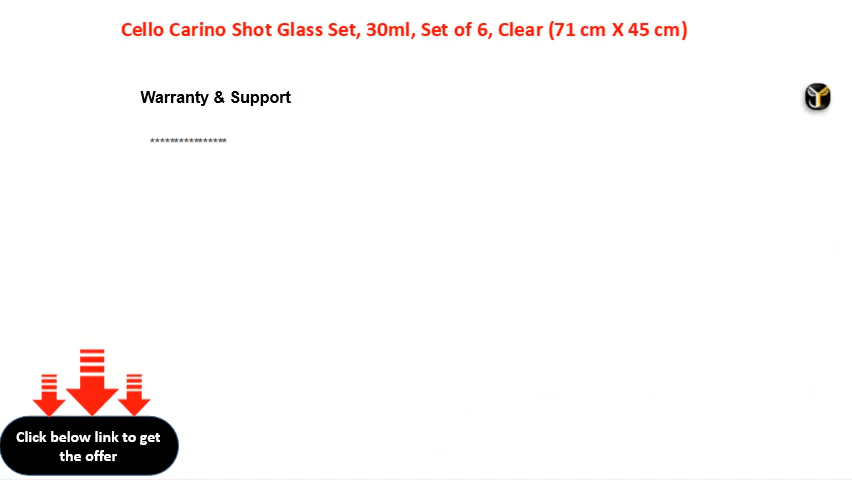 Cello Carino Shot Glass Set, 30ml, Set of 6, Clear (71 cm X 45 cm)
Warranty & Support
****************
Click below link to get
the offer